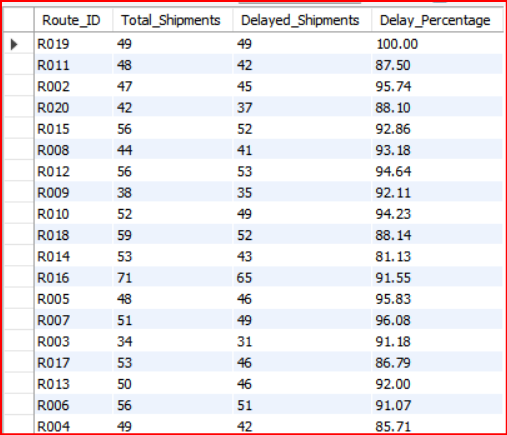 Route_ID Total_Shipments Delayed_Shipments Delay_Percentage
R019 49 49 100.00
R011 48 42 87.50
R002 47 45 95.74
R020 42 37 88.10
R015 56 52 92.86
R008 44 41 93.18
R012 56 53 94.64
R009 38 35 92.11
R010 52 49 94.23
R018 59 52 88.14
R014 53 43 81.13
R016 71 65 91.55
R005 48 46 95.83
R007 51 49 96.08
R003 34 31 91.18
R017 53 46 86.79
R013 50 46 92.00
R006 56 51 91.07
R004 49 42 85.71